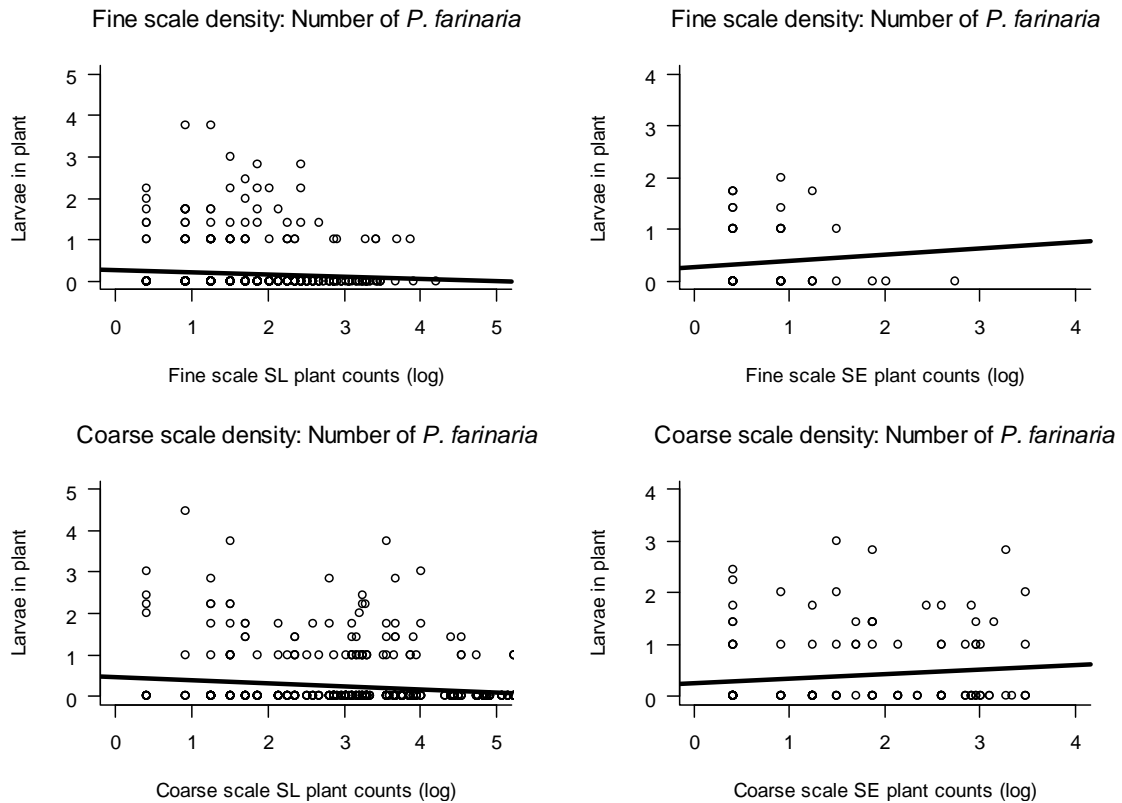 Fine scale density: Number of P. farinaria
5
4
3
2
1
0
Larvae in plant
0 1 2 3 4 5
Fine scale SL plant counts (log)
Fine scale density: Number of P. farinaria
4
3
2
1
0
Larvae in plant
0 1 2 3 4
Fine scale SE plant counts (log)
Coarse scale density: Number of P. farinaria
5
4
3
2
1
0
Larvae in plant
0 1 2 3 4 5
Coarse scale SL plant counts (log)
Coarse scale density: Number of P. farinaria
4
3
2
1
0
Larvae in plant
0 1 2 3 4
Coarse scale SE plant counts (log)